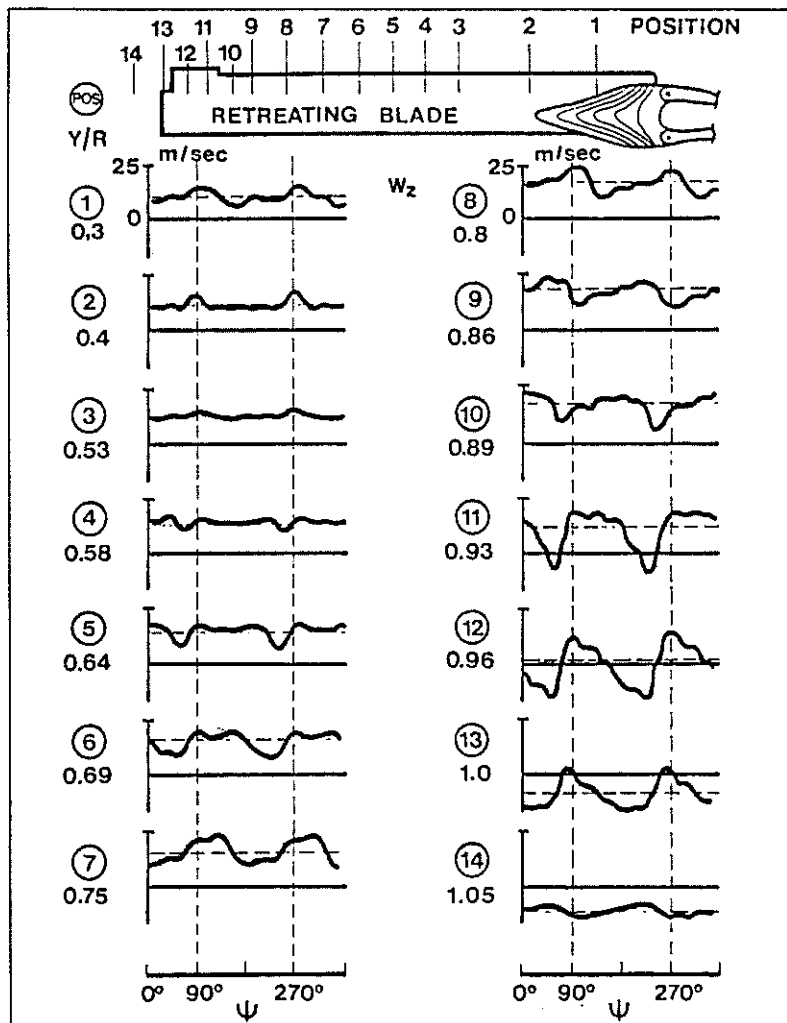 14 13 12 11 10 9 8 7 6 5 4 3 2 1 POSITION
POS
RETREATING BLADE
Y/R
m/sec
25
0
1
0,3
2
0.4
3
0.53
4
0.58
5
0.64
6
0.69
7
0.75
0° 90° 270°
Ψ
Wz
m/sec
25
0
8
0.8
9
0.86
10
0.89
11
0.93
12
0.96
13
1.0
14
1.05
0° 90° 270°
Ψ